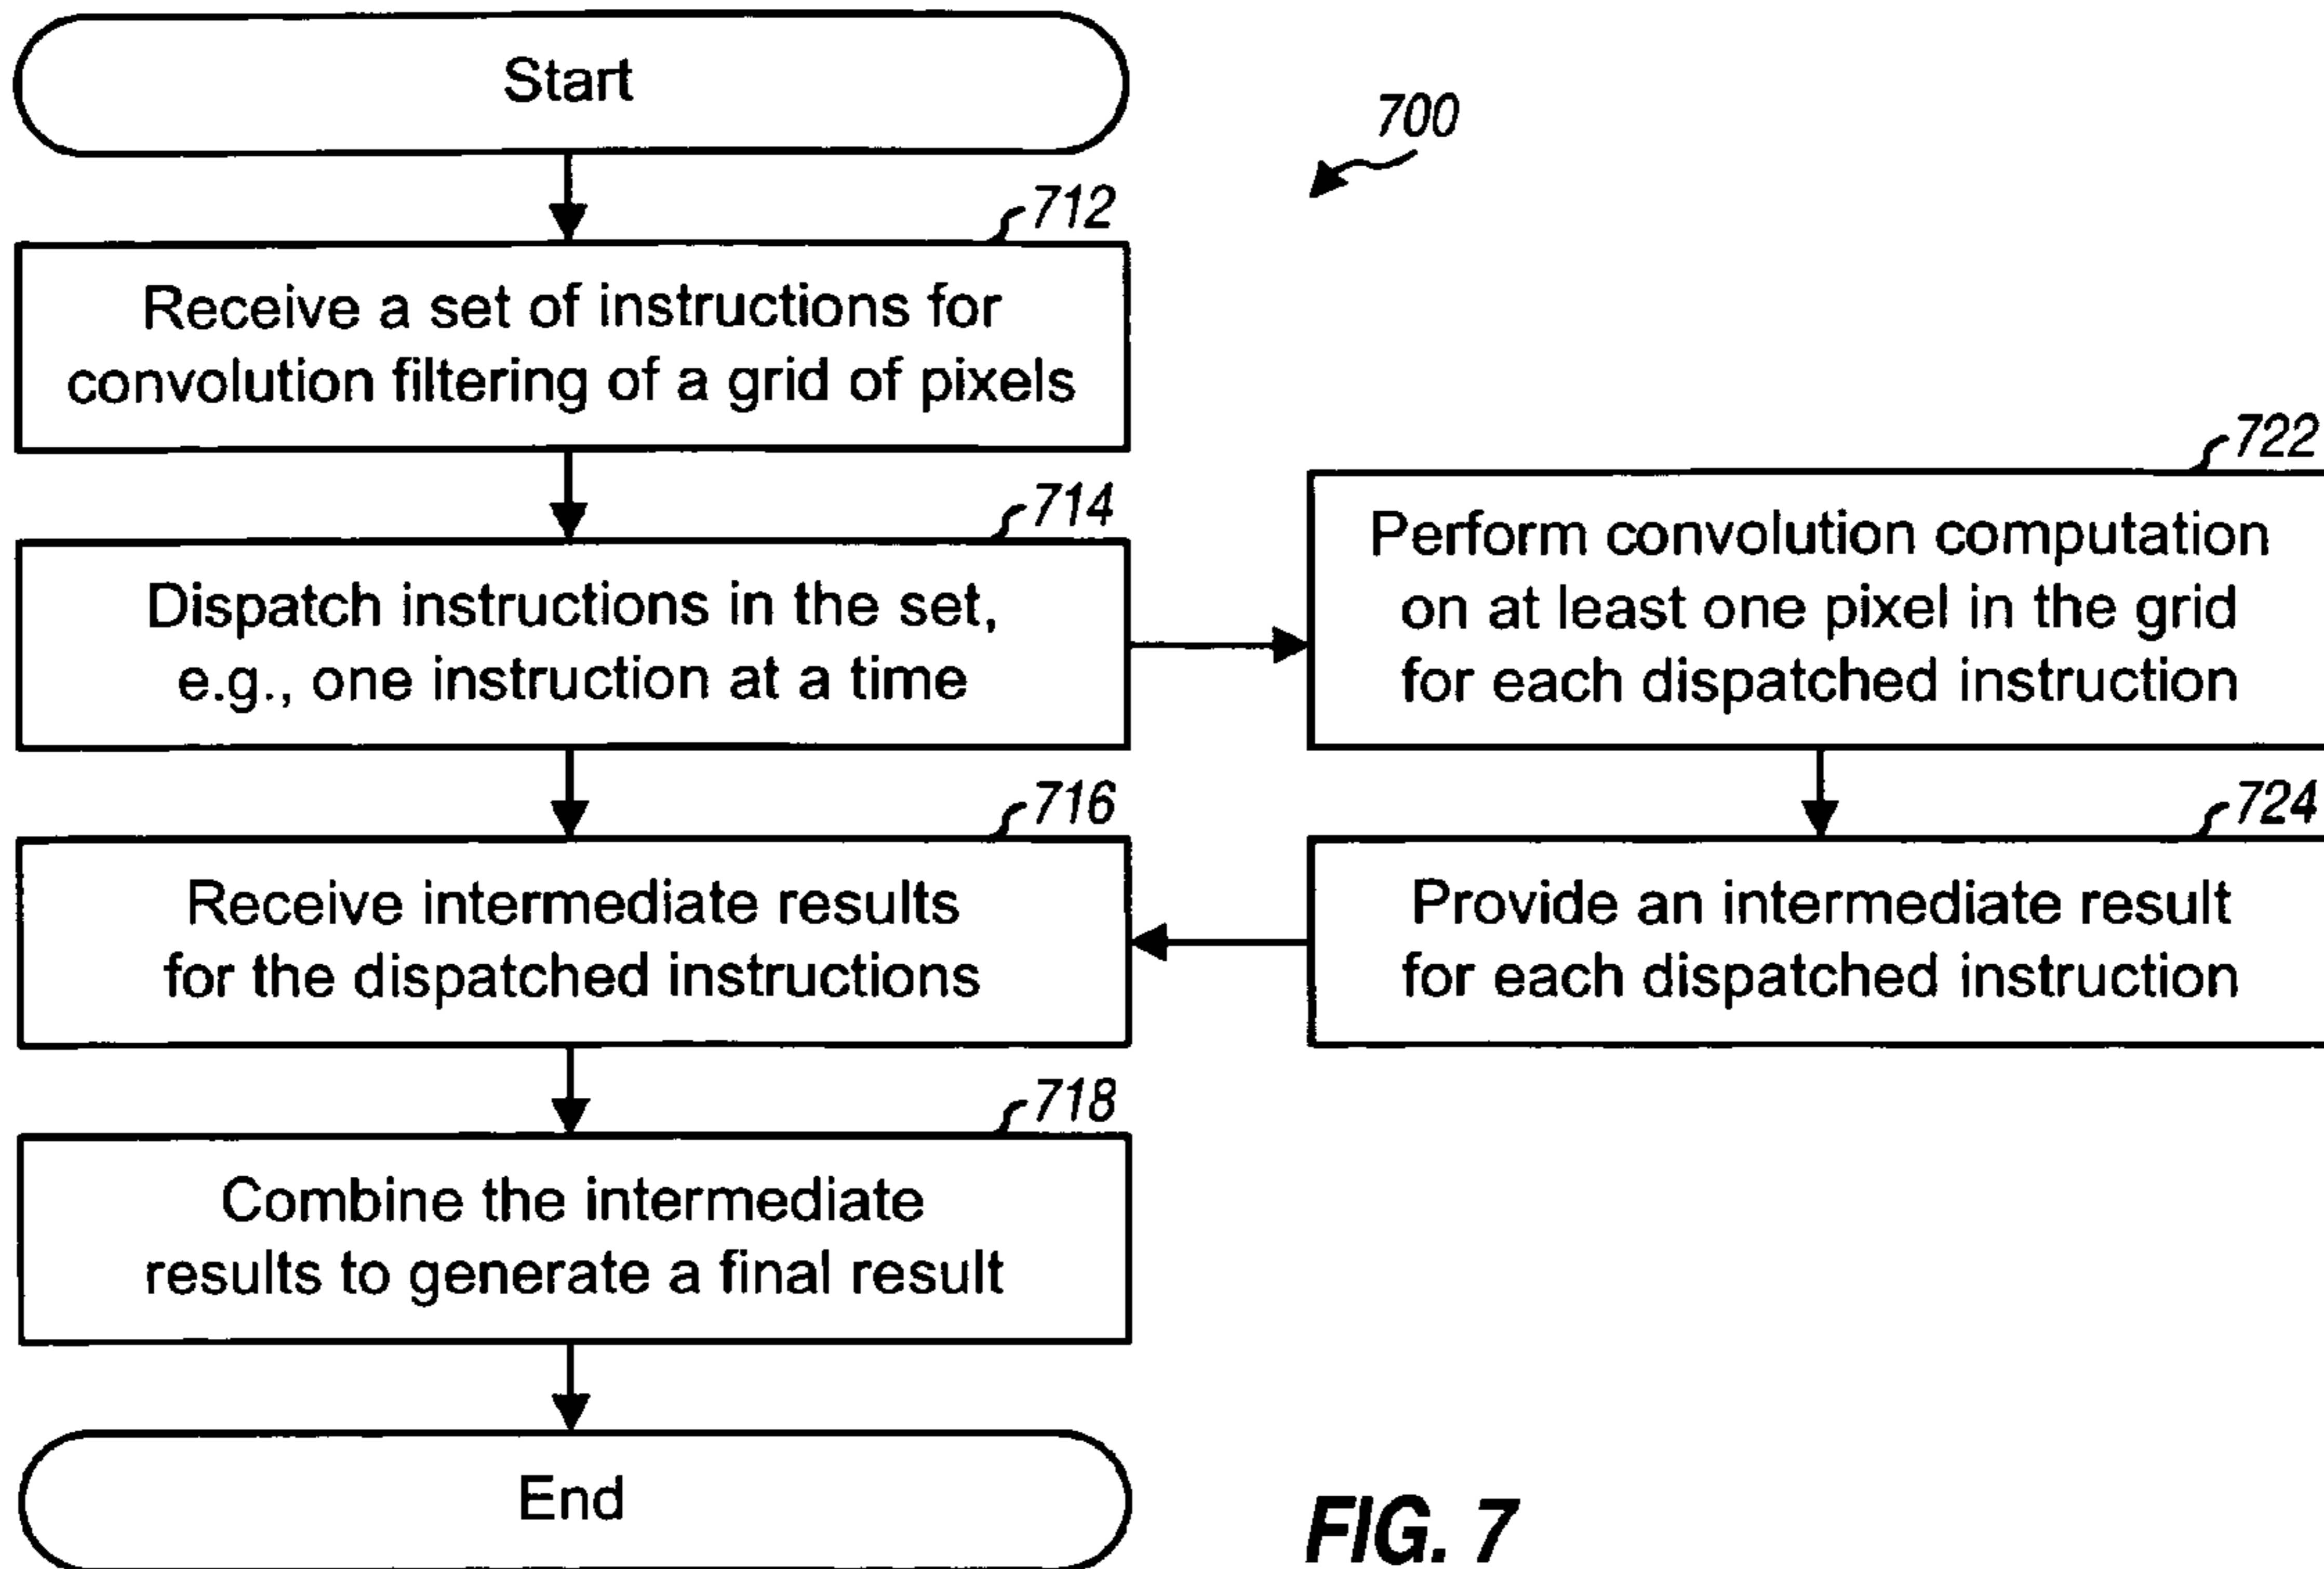 Start
700
712
Receive a set of instructions for
convolution filtering of a grid of pixels
714
Dispatch instructions in the set,
e.g., one instruction at a time
722
Perform convolution computation
on at least one pixel in the grid
for each dispatched instruction
716
Receive intermediate results
for the dispatched instructions
724
Provide an intermediate result
for each dispatched instruction
718
Combine the intermediate
results to generate a final result
End
FIG. 7